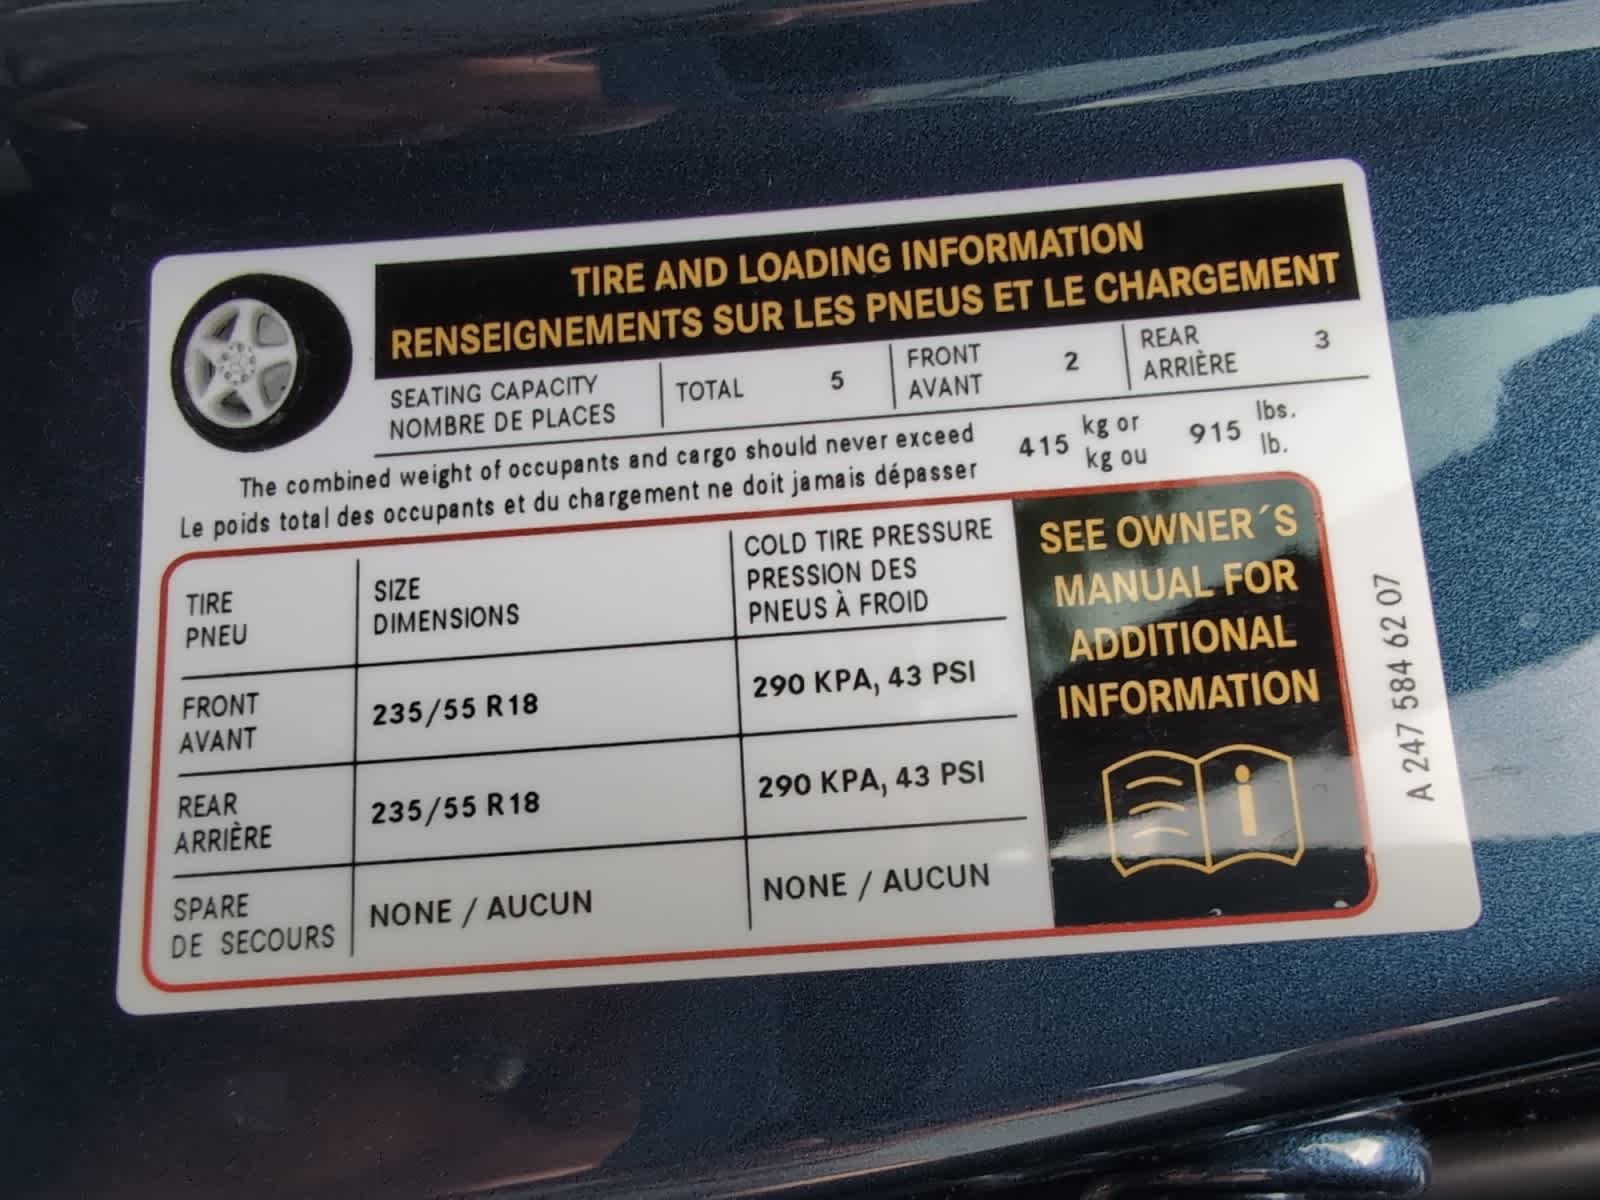 TIRE AND LOADING INFORMATION
RENSEIGNEMENTS SUR LES PNEUS ET LE CHARGEMENT
SEATING CAPACITY
NOMBRE DE PLACES
TOTAL 5
FRONT
AVANT
2
REAR
ARRIÈRE
3
The combined weight of occupants and cargo should never exceed
Le poids total des occupants et du chargement ne doit jamais dépasser
415
kg or
kg ou
915
lbs.
lb.
TIRE
PNEU
SIZE
DIMENSIONS
COLD TIRE PRESSURE
PRESSION DES
PNEUS À FROID
FRONT
AVANT
235/55 R18
290 KPA, 43 PSI
REAR
ARRIÈRE
235/55 R18
290 KPA, 43 PSI
SPARE
DE SECOURS
NONE / AUCUN
NONE / AUCUN
SEE OWNER´S
MANUAL FOR
ADDITIONAL
INFORMATION
A 247 584 62 07